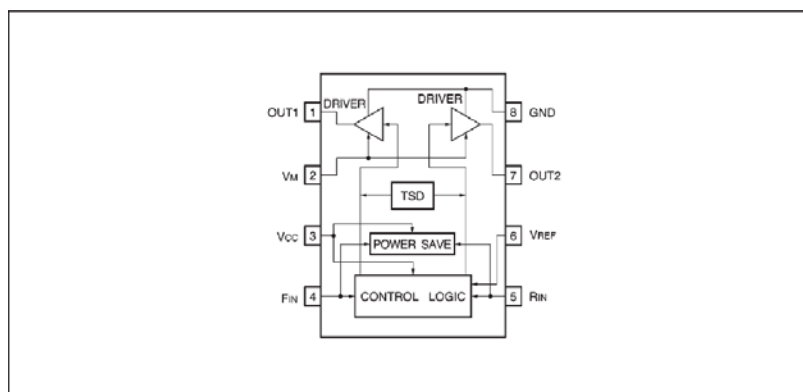 DRIVER DRIVER
OUT1 1 8 GND
VM 2 7 OUT2
TSD
VCC 3 6 VREF
POWER SAVE
FIN 4 CONTROL LOGIC 5 RIN